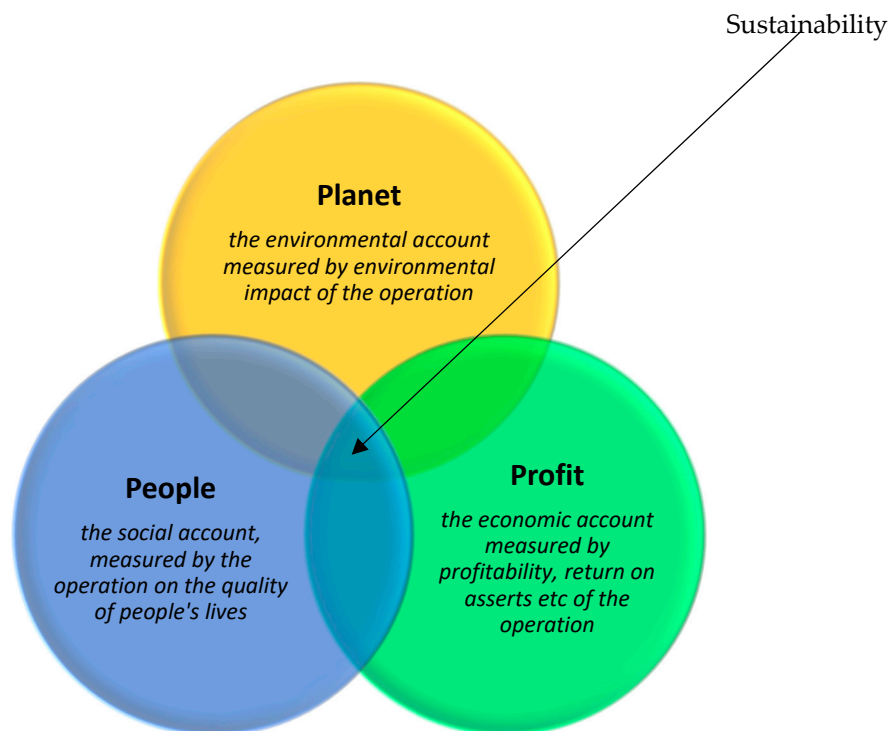 Sustainability
Planet
the environmental account
measured by environmental
impact of the operation
People
the social account,
measured by the
operation on the quality
of people's lives
Profit
the economic account
measured by
profitability, return on
asserts etc of the
operation